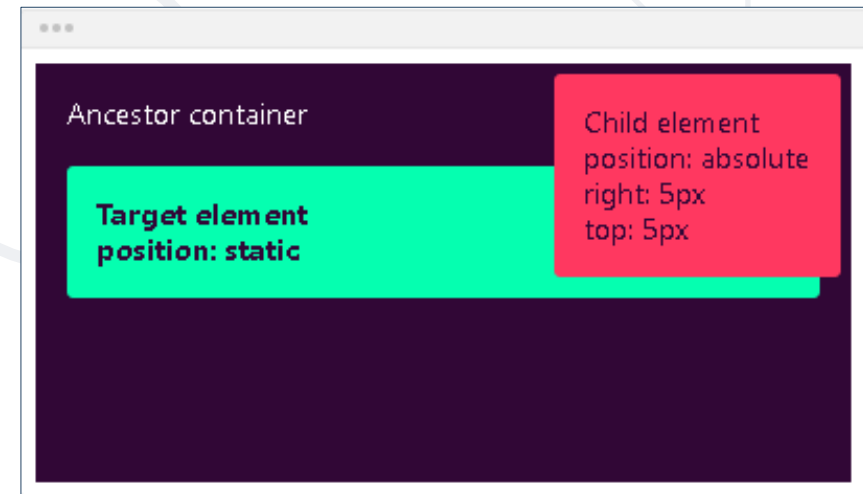 Ancestor container
Child element
position: absolute
right: 5px
top: 5px
Target element
position: static